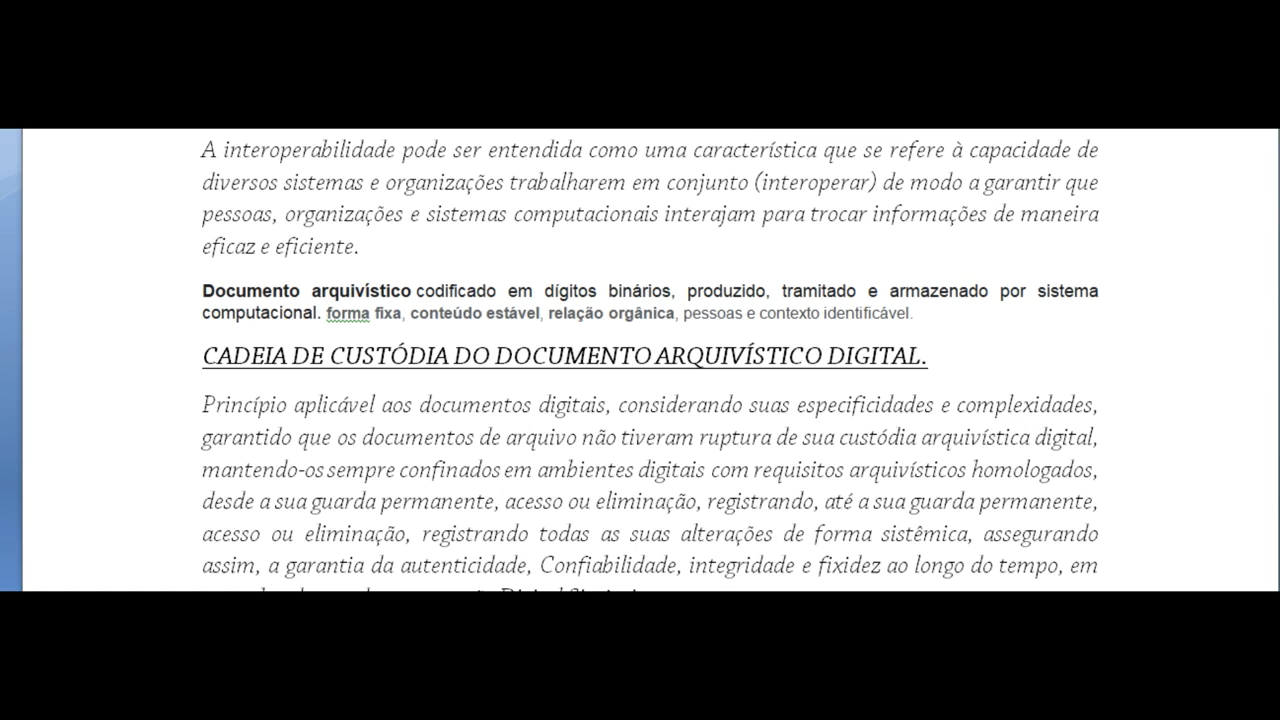 A interoperabilidade pode ser entendida como uma característica que se refere à capacidade de
diversos sistemas e organizações trabalharem em conjunto (interoperar) de modo a garantir que
pessoas, organizações e sistemas computacionais interajam para trocar informações de maneira
eficaz e eficiente.
Documento arquivístico codificado em dígitos binários, produzido, tramitado e armazenado por sistema
computacional. forma fixa, conteúdo estável, relação orgânica, pessoas e contexto identificável.
CADEIA DE CUSTÓDIA DO DOCUMENTO ARQUIVÍSTICO DIGITAL.
Princípio aplicável aos documentos digitais, considerando suas especificidades e complexidades,
garantido que os documentos de arquivo não tiveram ruptura de sua custódia arquivística digital,
mantendo-os sempre confinados em ambientes digitais com requisitos arquivísticos homologados,
desde a sua guarda permanente, acesso ou eliminação, registrando, até a sua guarda permanente,
acesso ou eliminação, registrando todas as suas alterações de forma sistêmica, assegurando
assim, a garantia da autenticidade, Confiabilidade, integridade e fixidez ao longo do tempo, em